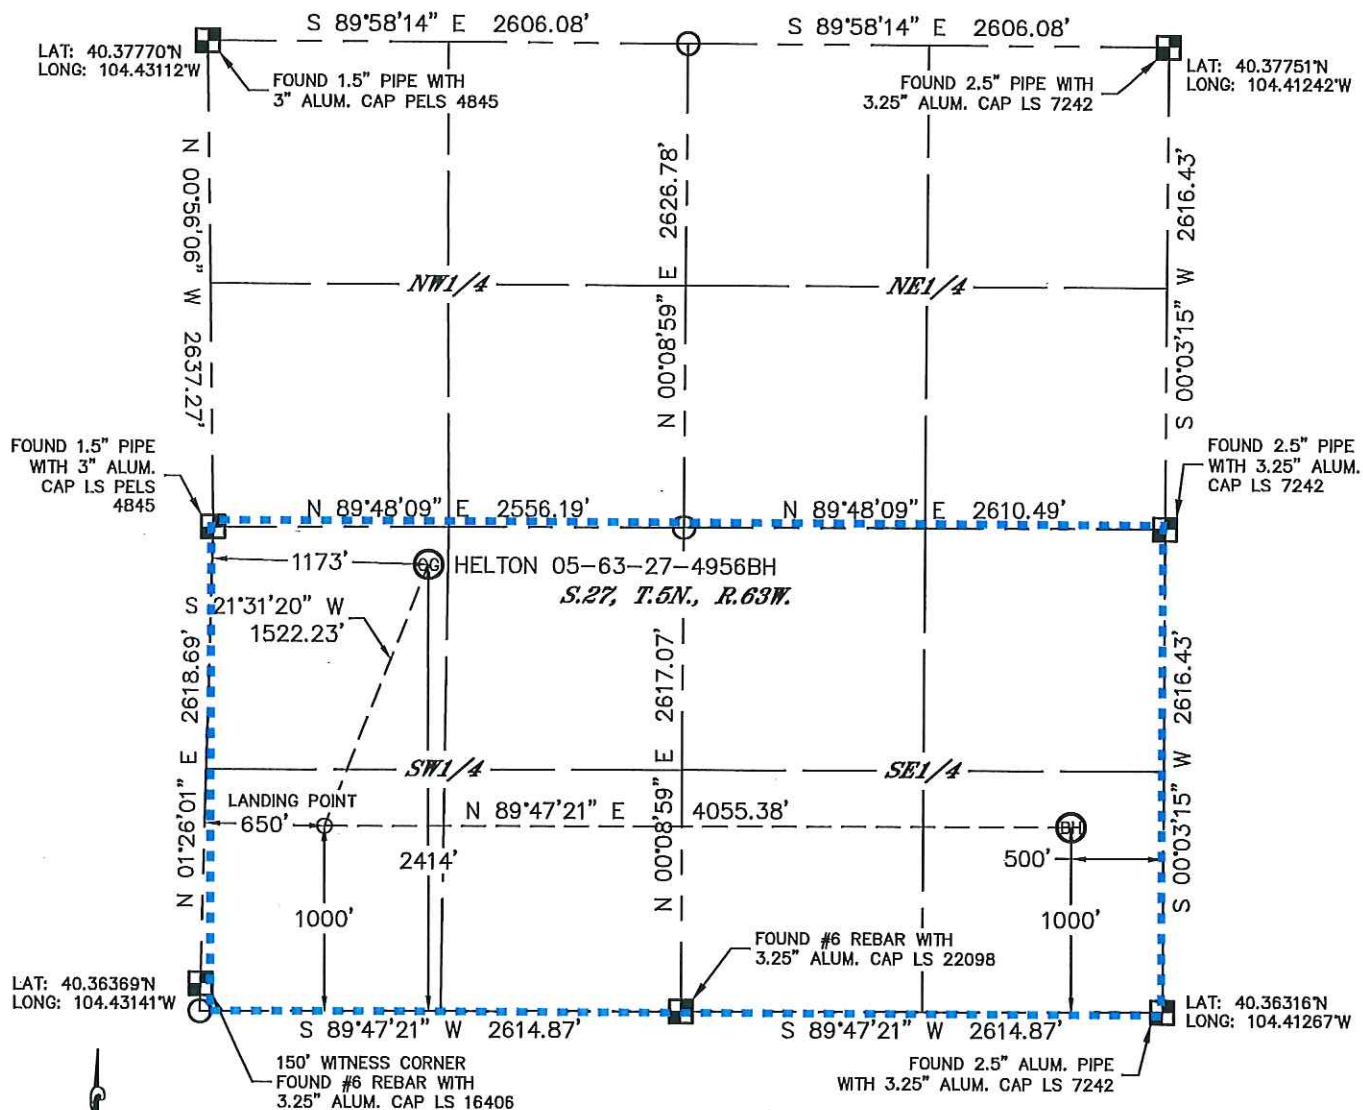 S 89°58'14" E 2606.08'
S 89°58'14" E 2606.08'
LAT: 40.37770°N
LONG: 104.43112°W
FOUND 1.5" PIPE WITH
3" ALUM. CAP PELS 4845
FOUND 2.5" PIPE WITH
3.25" ALUM. CAP LS 7242
LAT: 40.37751°N
LONG: 104.41242°W
N 00°56'06" W 2637.27'
N 00°08'59" E 2626.78'
S 00°03'15" W 2616.43'
NW1/4
NE1/4
FOUND 1.5" PIPE
WITH 3" ALUM.
CAP LS PELS
4845
FOUND 2.5" PIPE
WITH 3.25" ALUM.
CAP LS 7242
N 89°48'09" E 2556.19'
N 89°48'09" E 2610.49'
1173'
OG
HELTON 05-63-27-4956BH
S.27, T.5N., R.63W.
S 21°31'20" W
1522.23'
N 01°26'01" E 2618.69'
N 00°08'59" E 2617.07'
S 00°03'15" W 2616.43'
SW1/4
SE1/4
LANDING POINT
650'
N 89°47'21" E 4055.38'
BH
2414'
500'
1000'
1000'
FOUND #6 REBAR WITH
3.25" ALUM. CAP LS 22098
LAT: 40.36369°N
LONG: 104.43141°W
LAT: 40.36316°N
LONG: 104.41267°W
S 89°47'21" W 2614.87'
S 89°47'21" W 2614.87'
150' WITNESS CORNER
FOUND #6 REBAR WITH
3.25" ALUM. CAP LS 16406
FOUND 2.5" ALUM. PIPE
WITH 3.25" ALUM. CAP LS 7242